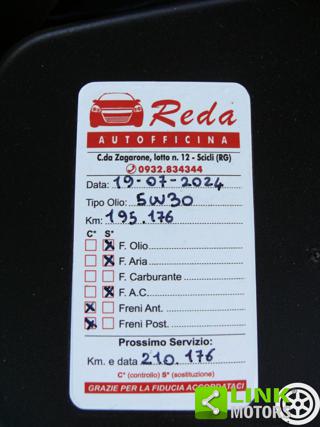 Reda
AUTOFFICINA
C.da Zagarone, lotto n. 12 - Scicli (RG)
0932.834344
Data: 19-07-2024
Tipo Olio: 5W30
Km: 195.176
C* S*
X F. Olio
X F. Aria
F. Carburante
X F. A.C.
X Freni Ant.
X Freni Post.
Prossimo Servizio:
Km. e data 210.176
C* (controllo) S* (sostituzione)
GRAZIE PER LA FIDUCIA ACCORDATACI
LINK
MOTORS